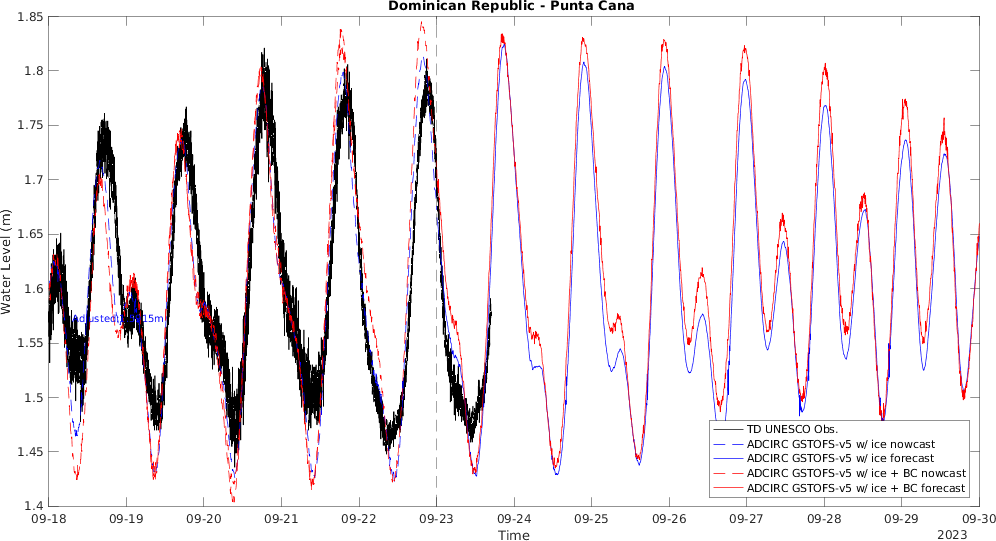 Dominican Republic - Punta Cana
1.85
1.8
1.75
1.7
1.65
1.6
1.55
1.5
1.45
1.4
Water Level (m)
Adjusted 15m
TD UNESCO Obs.
ADCIRC GSTOFS-v5 w/ ice nowcast
ADCIRC GSTOFS-v5 w/ ice forecast
ADCIRC GSTOFS-v5 w/ ice + BC nowcast
ADCIRC GSTOFS-v5 w/ ice + BC forecast
09-18 09-19 09-20 09-21 09-22 09-23 09-24 09-25 09-26 09-27 09-28 09-29 09-30
Time
2023